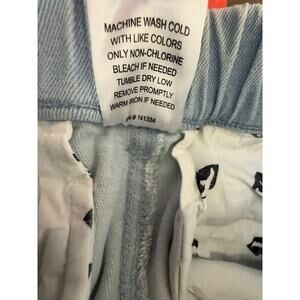 MACHINE WASH COLD
WITH LIKE COLORS
ONLY NON-CHLORINE
BLEACH IF NEEDED
TUMBLE DRY LOW
REMOVE PROMPTLY
WARM IRON IF NEEDED
# 141334